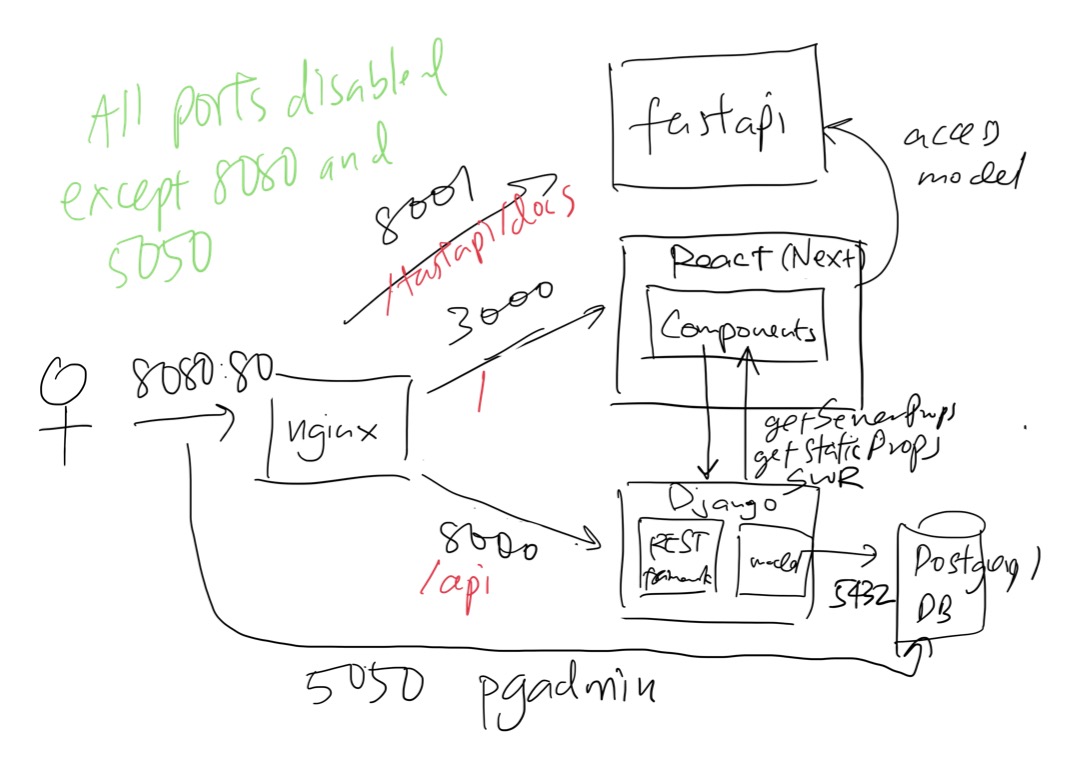 All ports disabled
except 8080 and
5050
fastapi
access
model
8001
/fastapi/docs
React (Next)
Components
3000
/
8080:80
nginx
getServerProps
getStaticProps
SWR
Django
REST
framework
model
8000
/api
5432
Postgresql
DB
5050 pgadmin